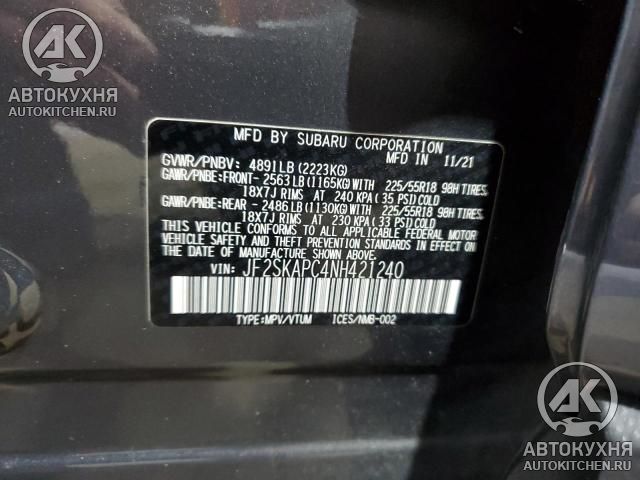 АК
АВТОКУХНЯ
AUTOKITCHEN.RU
MFD BY SUBARU CORPORATION 11/21
GVWR/PNBV: 4891LB (2223KG)
GAWR/PNBE: FRONT- 2563LB (1165KG) WITH 225/55R18 98H TIRES,
18X7J RIMS AT 240 KPA ( 35 PSI) COLD
GAWR/PNBE: REAR - 2486LB (1130KG) WITH 225/55R18 98H TIRES,
18X7J RIMS AT 230 KPA ( 33 PSI) COLD
THIS VEHICLE CONFORMS TO ALL APPLICABLE FEDERAL MOTOR
VEHICLE SAFETY AND THEFT PREVENTION STANDARDS IN EFFECT ON
THE DATE OF MANUFACTURE SHOWN ABOVE.
VIN: JF2SKAPC4NH421240
TYPE:MPV/VTUM ICES/NMB-002
АК
АВТОКУХНЯ
AUTOKITCHEN.RU